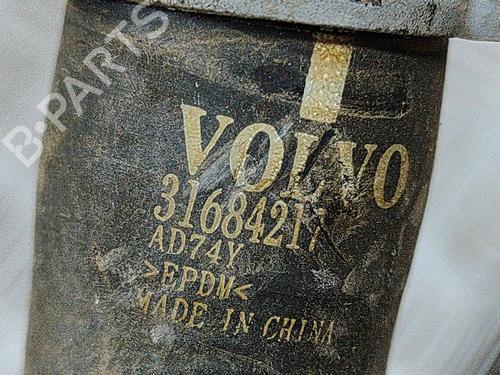 B-PARTS
VOLVO
31684217
AD74Y
>EPDM<
MADE IN CHINA